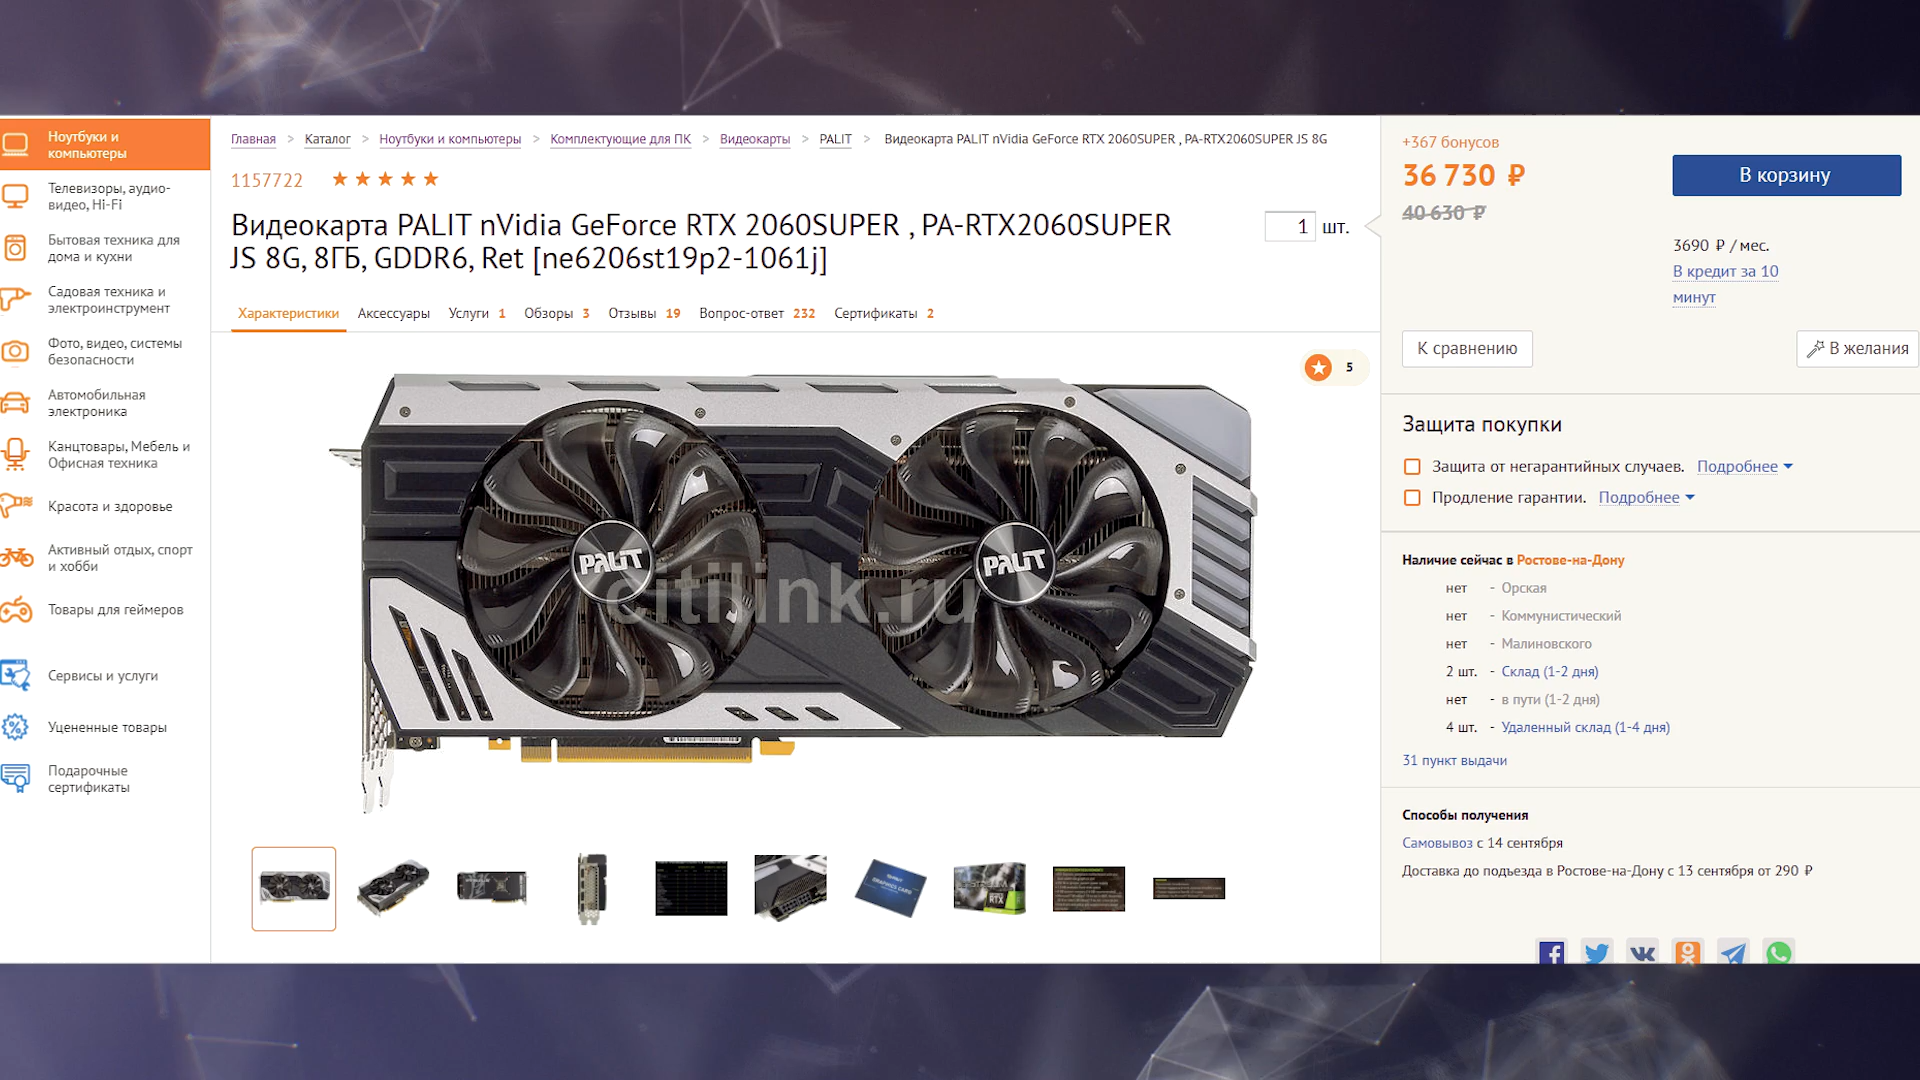 Ноутбуки и
компьютеры
Телевизоры, аудио-
видео, Hi-Fi
Бытовая техника для
дома и кухни
Садовая техника и
электроинструмент
Фото, видео, системы
безопасности
Автомобильная
электроника
Канцтовары, Мебель и
Офисная техника
Красота и здоровье
Активный отдых, спорт
и хобби
Товары для геймеров
Сервисы и услуги
Уцененные товары
Подарочные
сертификаты
Главная > Каталог > Ноутбуки и компьютеры > Комплектующие для ПК > Видеокарты > PALIT > Видеокарта PALIT nVidia GeForce RTX 2060SUPER , PA-RTX2060SUPER JS 8G
1157722
Видеокарта PALIT nVidia GeForce RTX 2060SUPER , PA-RTX2060SUPER
JS 8G, 8ГБ, GDDR6, Ret [ne6206st19p2-1061j]
1 шт.
Характеристики Аксессуары Услуги 1 Обзоры 3 Отзывы 19 Вопрос-ответ 232 Сертификаты 2
5
PALIT
PALIT
citilink.ru
+367 бонусов
36 730 ₽
40 630 ₽
В корзину
3690 ₽ / мес.
В кредит за 10
минут
К сравнению
В желания
Защита покупки
Защита от негарантийных случаев. Подробнее
Продление гарантии. Подробнее
Наличие сейчас в Ростове-на-Дону
нет - Орская
нет - Коммунистический
нет - Малиновского
2 шт. - Склад (1-2 дня)
нет - в пути (1-2 дня)
4 шт. - Удаленный склад (1-4 дня)
31 пункт выдачи
Способы получения
Самовывоз с 14 сентября
Доставка до подъезда в Ростове-на-Дону с 13 сентября от 290 ₽